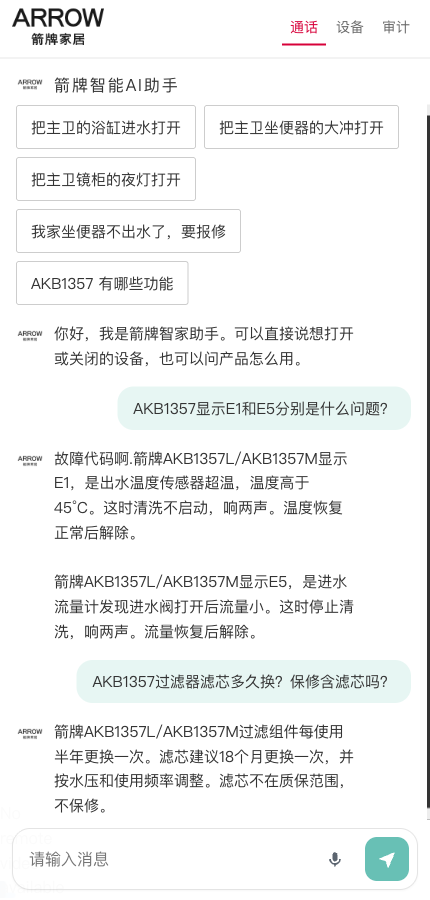 ARROW
箭牌家居
通话 设备 审计
箭牌智能AI助手
把主卫的浴缸进水打开
把主卫坐便器的大冲打开
把主卫镜柜的夜灯打开
我家坐便器不出水了，要报修
AKB1357 有哪些功能
你好，我是箭牌智家助手。可以直接说想打开
或关闭的设备，也可以问产品怎么用。
AKB1357显示E1和E5分别是什么问题？
故障代码啊.箭牌AKB1357L/AKB1357M显示
E1，是出水温度传感器超温，温度高于
45°C。这时清洗不启动，响两声。温度恢复
正常后解除。
箭牌AKB1357L/AKB1357M显示E5，是进水
流量计发现进水阀打开后流量小。这时停止清
洗，响两声。流量恢复后解除。
AKB1357过滤器滤芯多久换？保修含滤芯吗？
箭牌AKB1357L/AKB1357M过滤组件每使用
半年更换一次。滤芯建议18个月更换一次，并
按水压和使用频率调整。滤芯不在质保范围，
不保修。
请输入消息